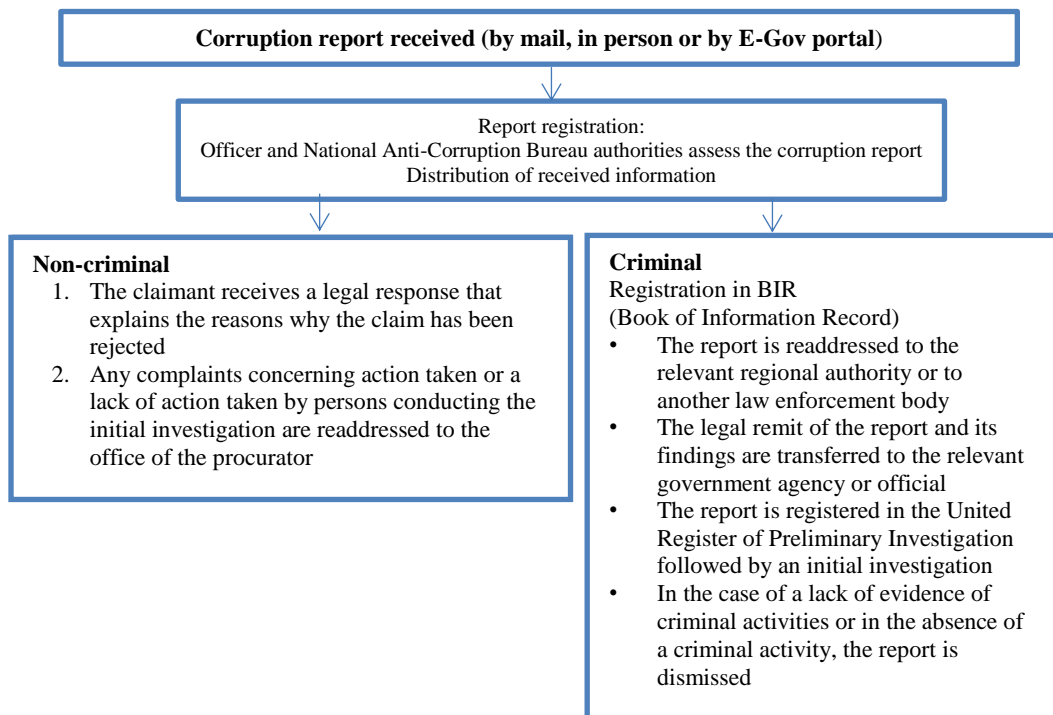 Corruption report received (by mail, in person or by E-Gov portal)
Report registration:
Officer and National Anti-Corruption Bureau authorities assess the corruption report
Distribution of received information
Non-criminal
1. The claimant receives a legal response that
explains the reasons why the claim has been
rejected
2. Any complaints concerning action taken or a
lack of action taken by persons conducting the
initial investigation are readdressed to the
office of the procurator
Criminal
Registration in BIR
(Book of Information Record)
• The report is readdressed to the
relevant regional authority or to
another law enforcement body
• The legal remit of the report and its
findings are transferred to the relevant
government agency or official
• The report is registered in the United
Register of Preliminary Investigation
followed by an initial investigation
• In the case of a lack of evidence of
criminal activities or in the absence of
a criminal activity, the report is
dismissed